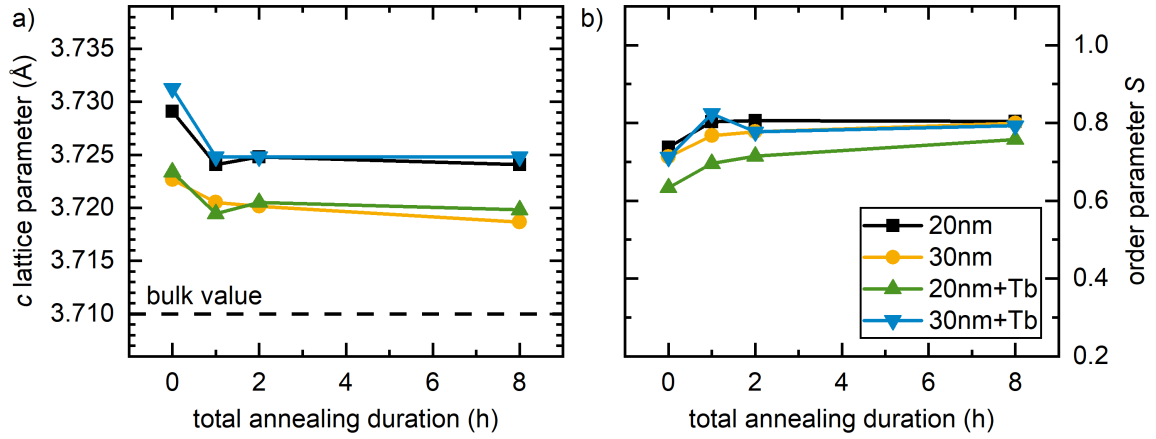 a)
c lattice parameter (Å)
3.735
3.730
3.725
3.720
3.715
3.710
bulk value
0 2 4 6 8
total annealing duration (h)
b)
order parameter S
1.0
0.8
0.6
0.4
0.2
20nm
30nm
20nm+Tb
30nm+Tb
0 2 4 6 8
total annealing duration (h)